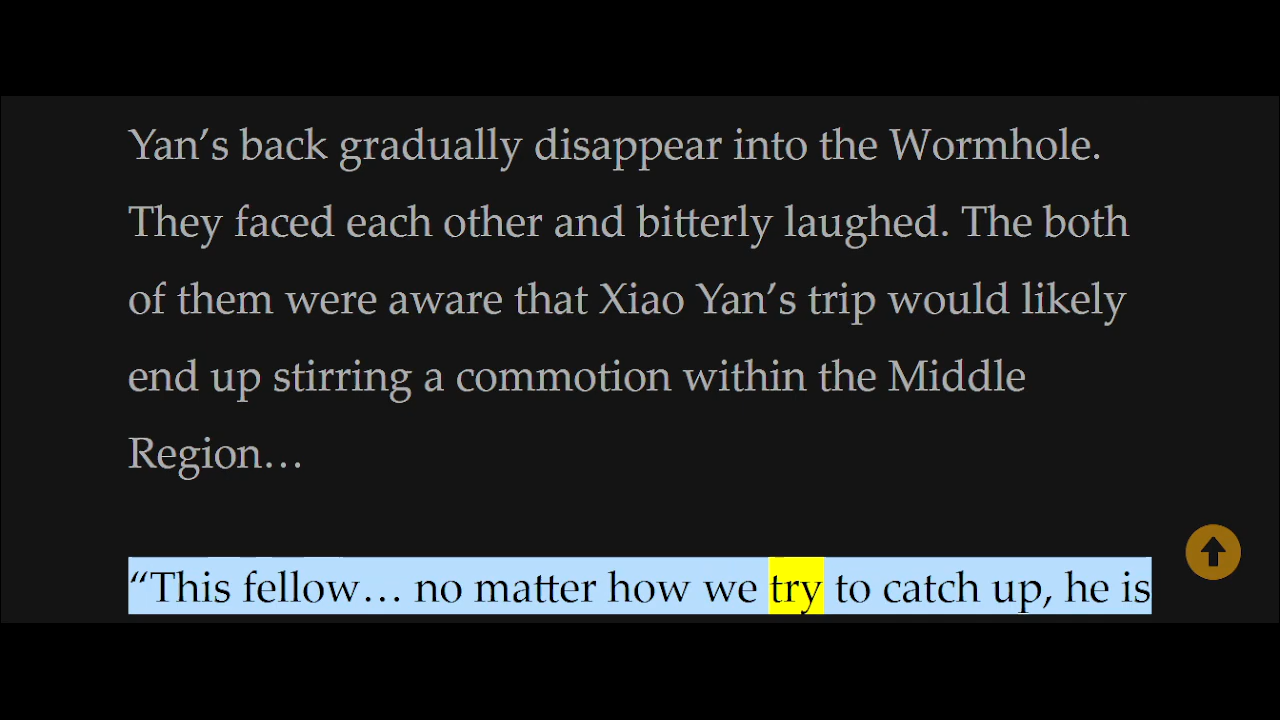 Yan’s back gradually disappear into the Wormhole.
They faced each other and bitterly laughed. The both
of them were aware that Xiao Yan’s trip would likely
end up stirring a commotion within the Middle
Region…
“This fellow… no matter how we try to catch up, he is